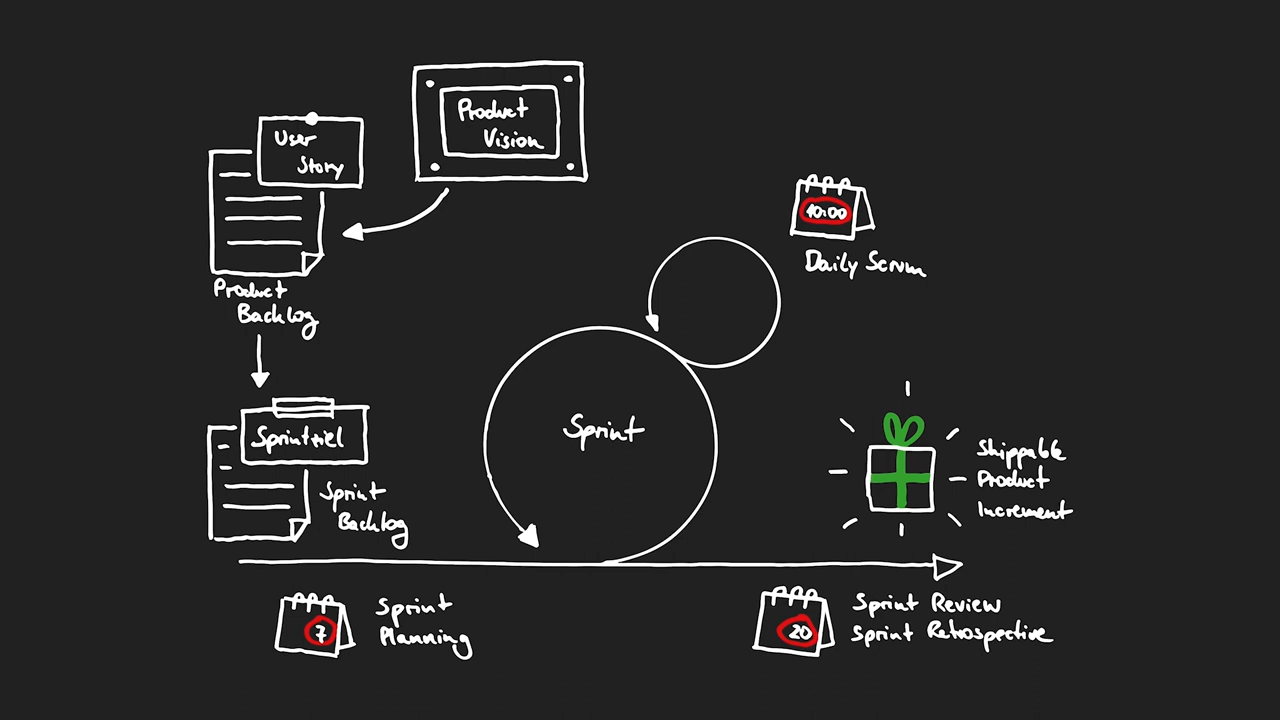 Product
Vision
User
Story
Product
Backlog
10:00
Daily Scrum
Sprint
Sprintziel
Sprint
Backlog
Shippable
Product
Increment
7
Sprint
Planning
20
Sprint Review
Sprint Retrospective